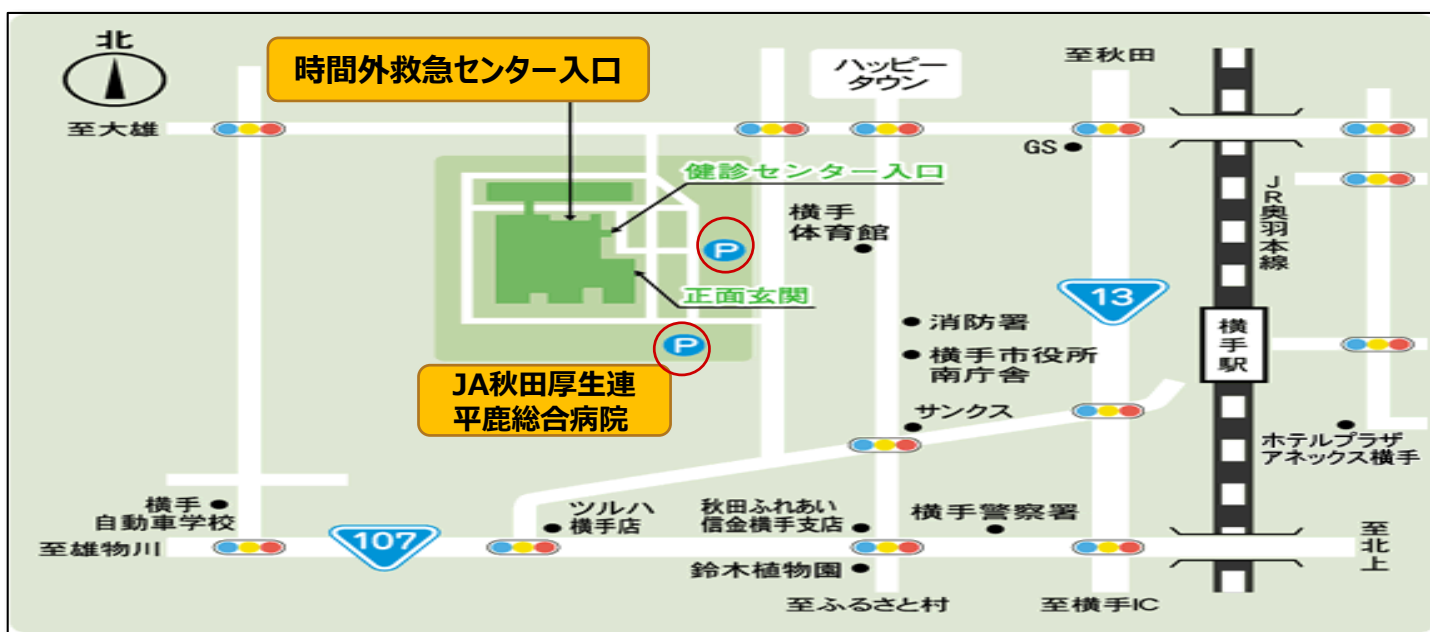 北
時間外救急センター入口
ハッピー
タウン
至秋田
至大雄
GS
健診センター入口
JR奥羽本線
横手
体育館
P
正面玄関
13
消防署
横手駅
P
横手市役所
南庁舎
JA秋田厚生連
平鹿総合病院
サンクス
ホテルプラザ
アネックス横手
横手
自動車学校
ツルハ
横手店
秋田ふれあい
信金横手支店
横手警察署
至雄物川
107
至北上
鈴木植物園
至ふるさと村
至横手IC